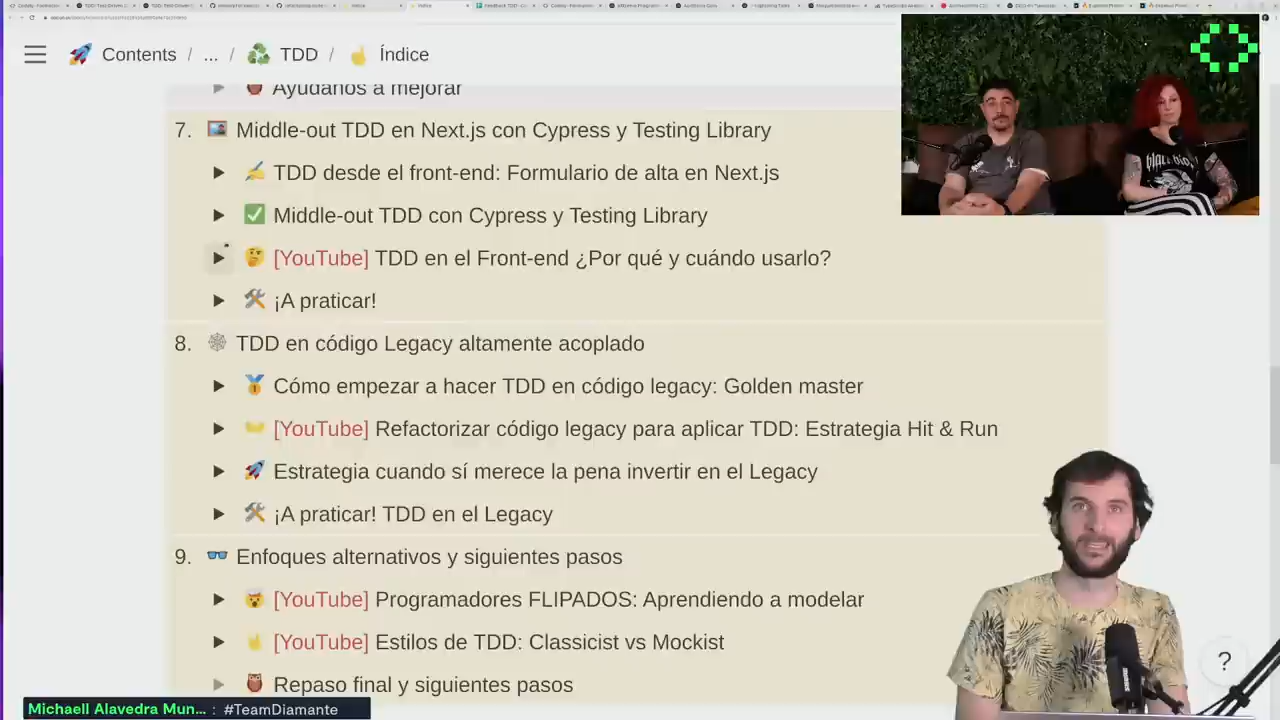 Contents / ... / TDD / Índice
Ayúdanos a mejorar
7. Middle-out TDD en Next.js con Cypress y Testing Library
TDD desde el front-end: Formulario de alta en Next.js
Middle-out TDD con Cypress y Testing Library
[YouTube] TDD en el Front-end ¿Por qué y cuándo usarlo?
¡A praticar!
8. TDD en código Legacy altamente acoplado
Cómo empezar a hacer TDD en código legacy: Golden master
[YouTube] Refactorizar código legacy para aplicar TDD: Estrategia Hit & Run
Estrategia cuando sí merece la pena invertir en el Legacy
¡A praticar! TDD en el Legacy
9. Enfoques alternativos y siguientes pasos
[YouTube] Programadores FLIPADOS: Aprendiendo a modelar
[YouTube] Estilos de TDD: Classicist vs Mockist
Repaso final y siguientes pasos
?
Michaell Alavedra Mun... : #TeamDiamante